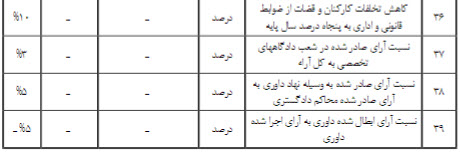 ۳۶ کاهش تخلفات کارکنان و قضات از ضوابط قانونی و اداری به پنجاه درصد سال پایه درصد – – %۱۰
۳۷ نسبت آرای صادر شده در شعب دادگاههای تخصصی به کل آراء درصد – – %۳
۳۸ نسبت آرای صادر شده به وسیله نهاد داوری به آرای صادر شده محاکم دادگستری درصد – – %۵
۳۹ نسبت آرای ابطال شده داوری به آرای اجرا شده داوری درصد – – %۵ –